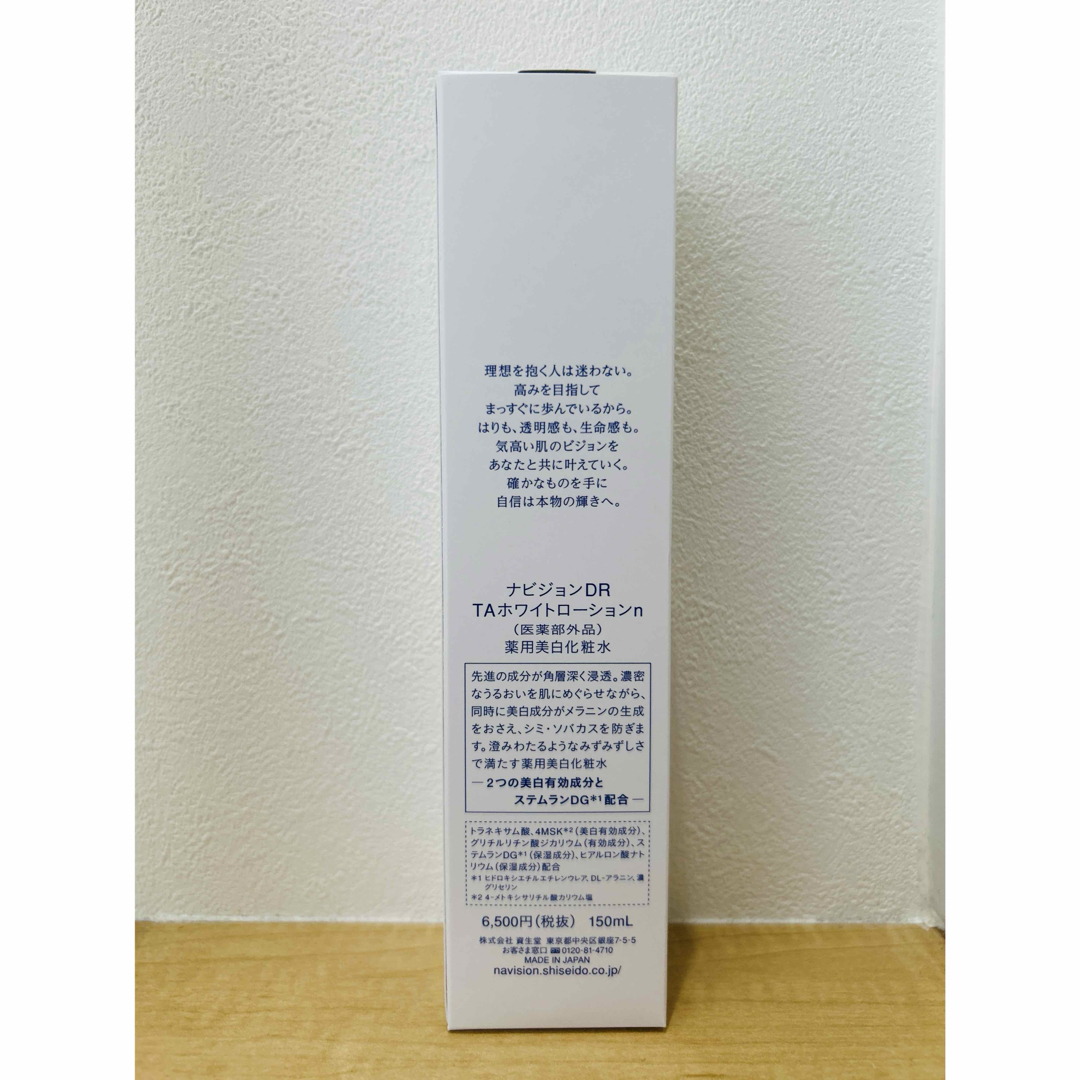 理想を抱く人は迷わない。
高みを目指して
まっすぐに歩んでいるから。
はりも、透明感も、生命感も。
気高い肌のビジョンを
あなたと共に叶えていく。
確かなものを手に
自信は本物の輝きへ。
ナビジョンDR
TAホワイトローションn
（医薬部外品）
薬用美白化粧水
先進の成分が角層深く浸透。濃密
なうるおいを肌にめぐらせながら、
同時に美白成分がメラニンの生成
をおさえ、シミ・ソバカスを防ぎま
す。澄みわたるようなみずみずしさ
で満たす薬用美白化粧水
― 2つの美白有効成分と
ステムランDG*1配合 ―
トラネキサム酸、4MSK*2（美白有効成分）、
グリチルリチン酸ジカリウム（有効成分）、ス
テムランDG*1（保湿成分）、ヒアルロン酸ナト
リウム（保湿成分）配合
*1 ヒドロキシエチルエチレンウレア、DL-アラニン、濃
グリセリン
*2 4-メトキシサリチル酸カリウム塩
6,500円（税抜） 150mL
株式会社 資生堂 東京都中央区銀座7-5-5
お客さま窓口 0120-81-4710
MADE IN JAPAN
navision.shiseido.co.jp/